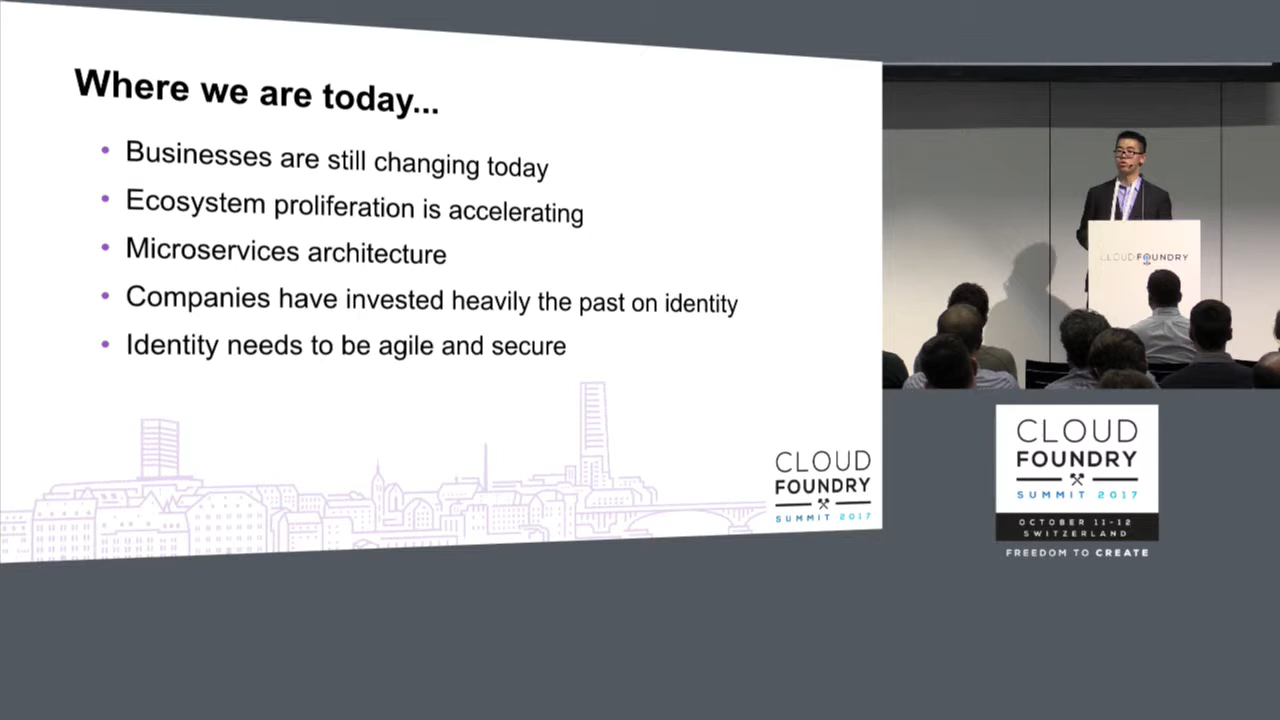 Where we are today...
• Businesses are still changing today
• Ecosystem proliferation is accelerating
• Microservices architecture
• Companies have invested heavily the past on identity
• Identity needs to be agile and secure
CLOUD
FOUNDRY
SUMMIT 2017
CLOUD FOUNDRY
CLOUD
FOUNDRY
SUMMIT 2017
OCTOBER 11-12
SWITZERLAND
FREEDOM TO CREATE